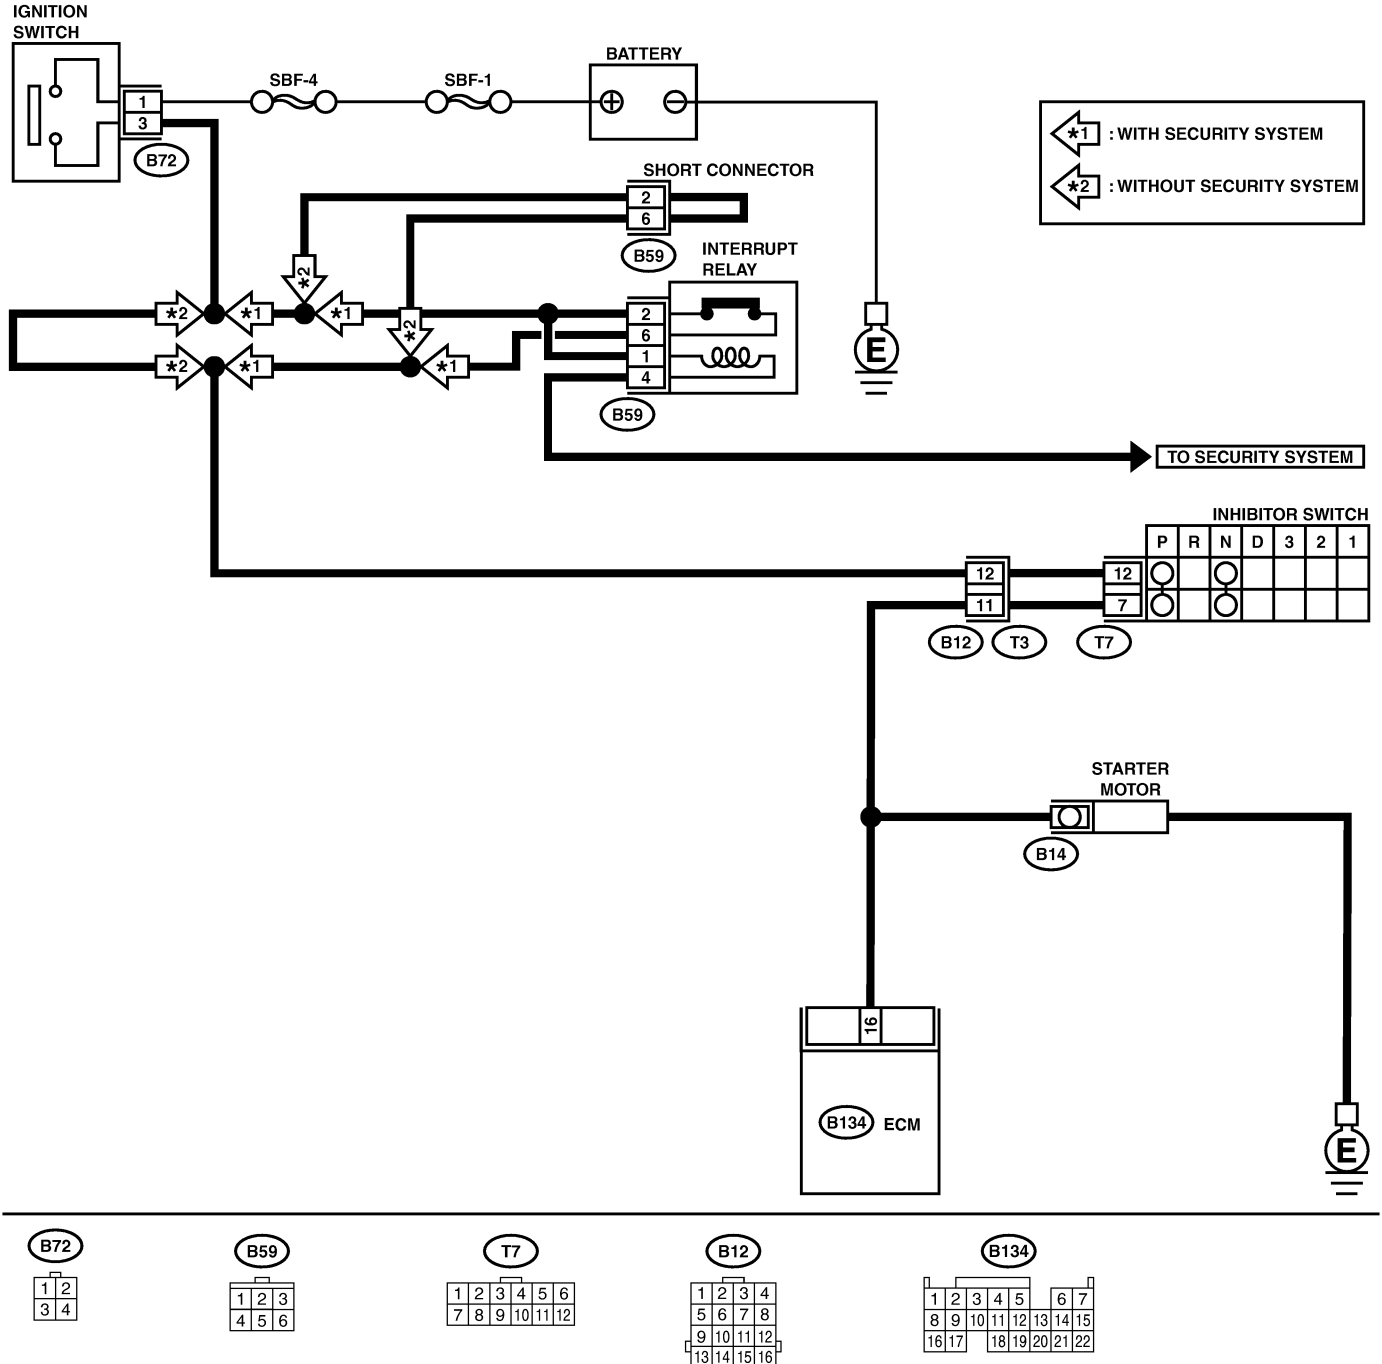 IGNITION
SWITCH
BATTERY
SBF-4
SBF-1
1
3
B72
*1 : WITH SECURITY SYSTEM
*2 : WITHOUT SECURITY SYSTEM
SHORT CONNECTOR
2
6
B59
INTERRUPT
RELAY
*2
*2 *1 *1
*2
*2 *1 *1
2
6
1
4
B59
E
TO SECURITY SYSTEM
INHIBITOR SWITCH
P R N D 3 2 1
12 12
11 7
B12 T3 T7
STARTER
MOTOR
B14
16
B134 ECM
E
B72 B59 T7 B12 B134
1 2
3 4
1 2 3
4 5 6
1 2 3 4 5 6
7 8 9 10 11 12
1 2 3 4
5 6 7 8
9 10 11 12
13 14 15 16
1 2 3 4 5 6 7
8 9 10 11 12 13 14 15
16 17 18 19 20 21 22